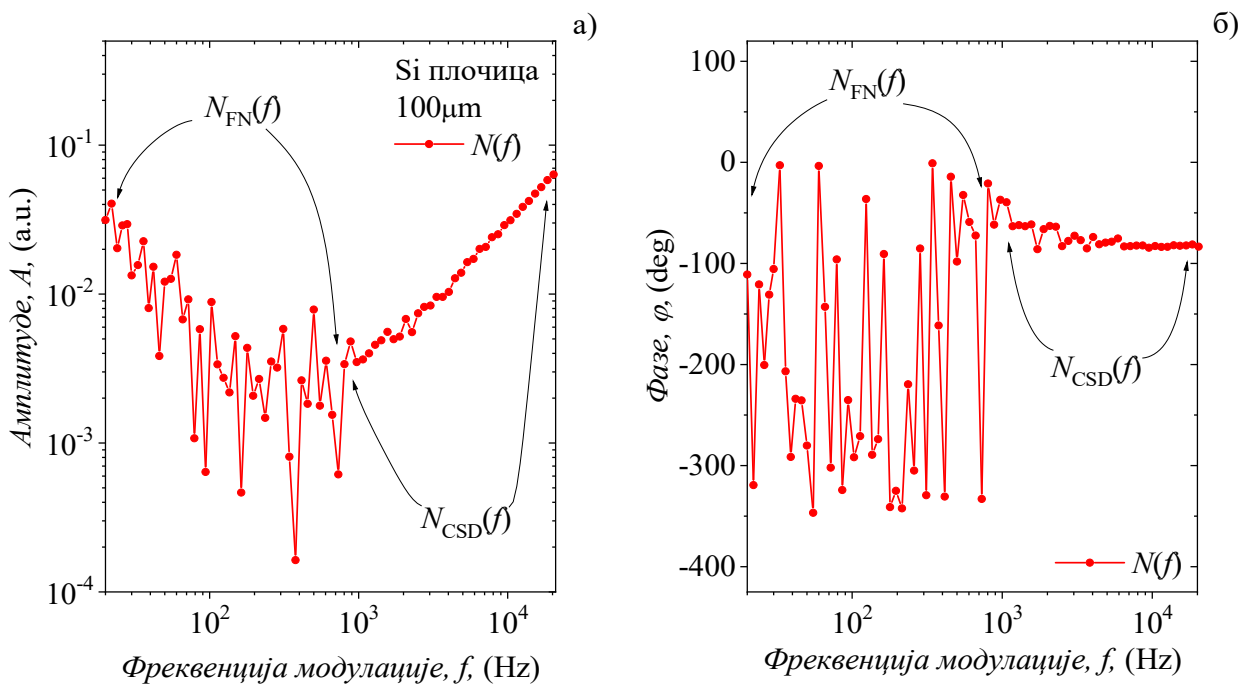 а)
Si плочица
100μm
N(f)
N_FN(f)
N_CSD(f)
10^-1
10^-2
10^-3
10^-4
10^2
10^3
10^4
Амплитуде, A, (a.u.)
Фреквенција модулације, f, (Hz)
б)
N_FN(f)
N_CSD(f)
N(f)
100
0
-100
-200
-300
-400
10^2
10^3
10^4
Фазе, φ, (deg)
Фреквенција модулације, f, (Hz)